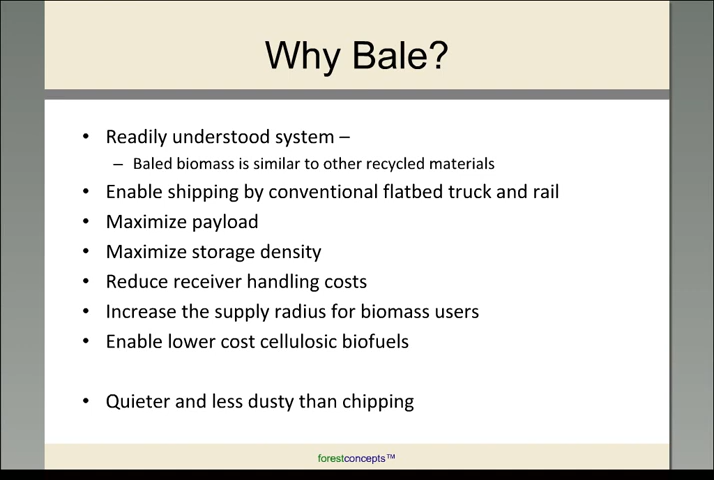 Why Bale?
• Readily understood system –
– Baled biomass is similar to other recycled materials
• Enable shipping by conventional flatbed truck and rail
• Maximize payload
• Maximize storage density
• Reduce receiver handling costs
• Increase the supply radius for biomass users
• Enable lower cost cellulosic biofuels
• Quieter and less dusty than chipping
forestconcepts™